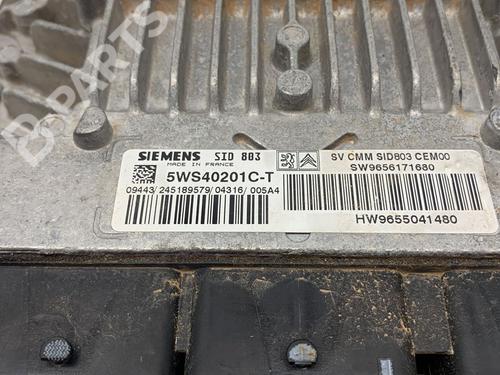 B-PARTS
SIEMENS SID 803
MADE IN FRANCE
5WS40201C-T
09443/245189579/04316/005A4
SV CMM SID803 CEM00
SW9656171680
HW9655041480